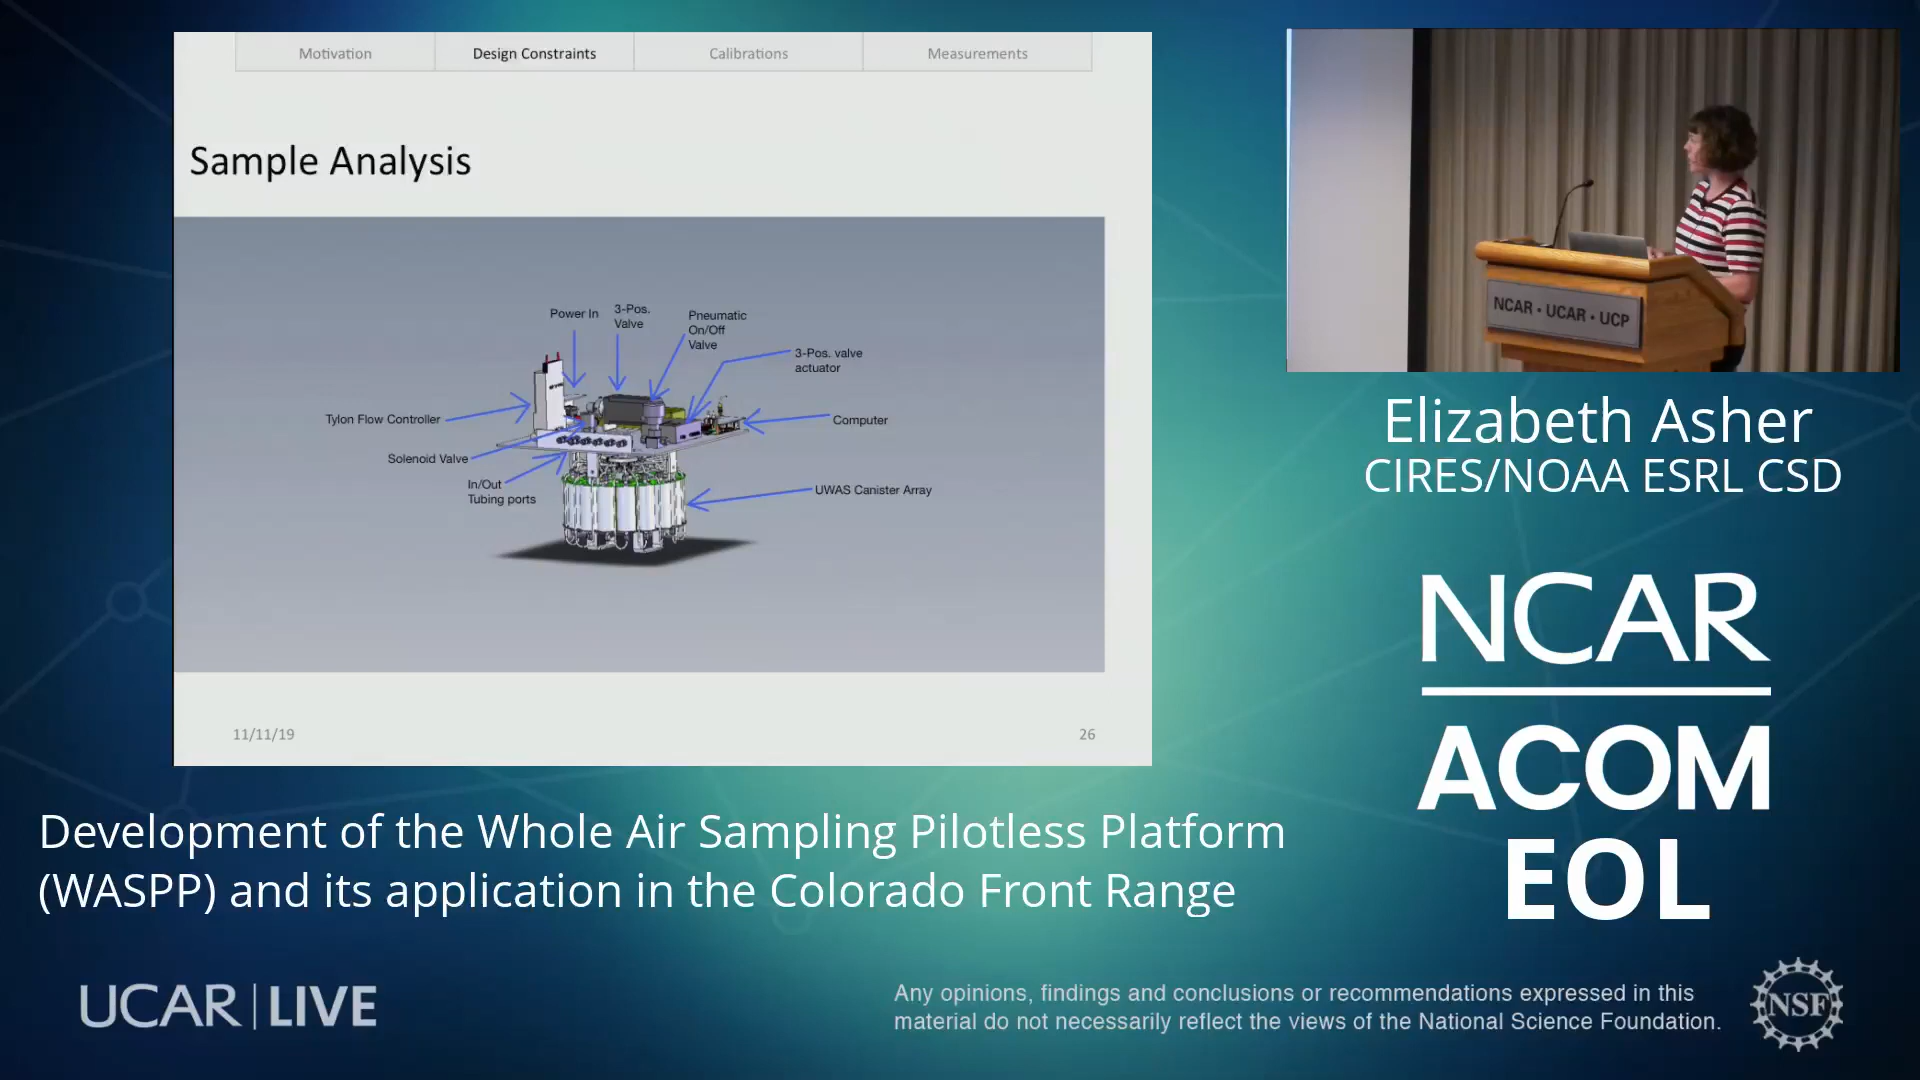 Motivation
Design Constraints
Calibrations
Measurements
Sample Analysis
Power In
3-Pos.
Valve
Pneumatic
On/Off
Valve
3-Pos. valve
actuator
Tylon Flow Controller
Computer
Solenoid Valve
In/Out
Tubing ports
UWAS Canister Array
11/11/19
26
NCAR • UCAR • UCP
Elizabeth Asher
CIRES/NOAA ESRL CSD
NCAR
ACOM
EOL
Development of the Whole Air Sampling Pilotless Platform
(WASPP) and its application in the Colorado Front Range
UCAR | LIVE
Any opinions, findings and conclusions or recommendations expressed in this
material do not necessarily reflect the views of the National Science Foundation.
NSF